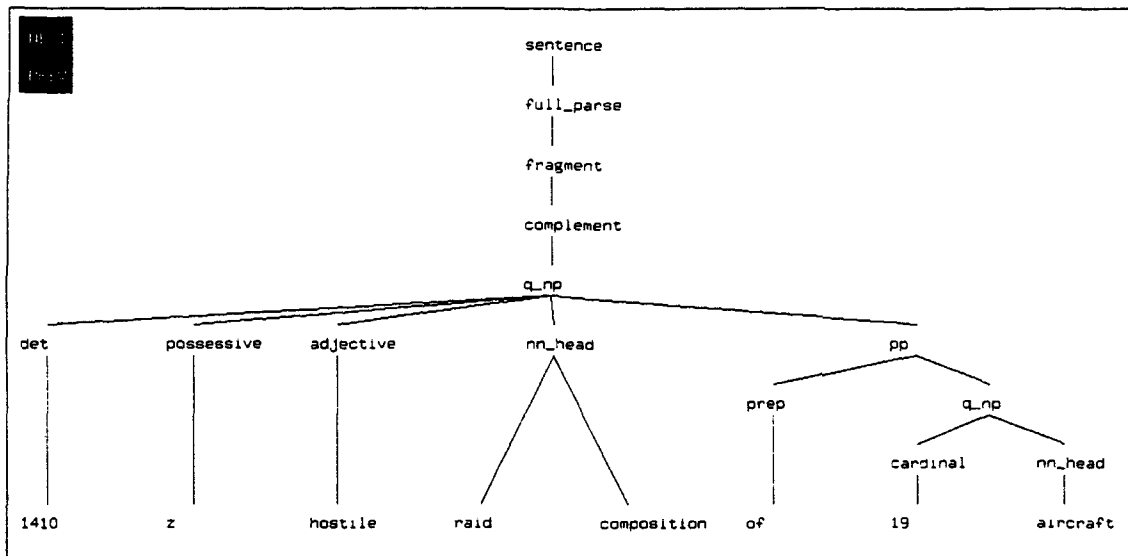 sentence
full_parse
fragment
complement
q_np
det possessive adjective nn_head pp
prep q_np
cardinal nn_head
1410 z hostile raid composition of 19 aircraft